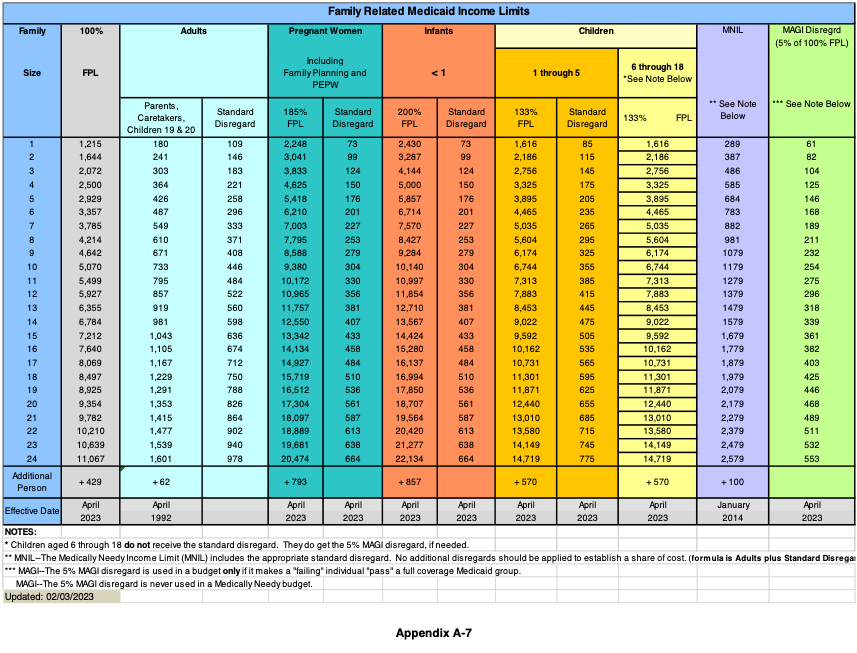 Family Related Medicaid Income Limits
Family 100% Adults Pregnant Women Infants Children MNIL MAGI Disregrd
(5% of 100% FPL)
Including
Family Planning and
PEPW
Size FPL < 1 1 through 5 6 through 18
*See Note Below
Parents,
Caretakers,
Children 19 & 20 Standard
Disregard 185%
FPL Standard
Disregard 200%
FPL Standard
Disregard 133%
FPL Standard
Disregard 133% FPL ** See Note
Below *** See Note Below
1 1,215 180 109 2,248 73 2,430 73 1,616 85 1,616 289 61
2 1,644 241 146 3,041 99 3,287 99 2,186 115 2,186 387 82
3 2,072 303 183 3,833 124 4,144 124 2,756 145 2,756 486 104
4 2,500 364 221 4,625 150 5,000 150 3,325 175 3,325 585 125
5 2,929 426 258 5,418 176 5,857 176 3,895 205 3,895 684 146
6 3,357 487 296 6,210 201 6,714 201 4,465 235 4,465 783 168
7 3,785 549 333 7,003 227 7,570 227 5,035 265 5,035 882 189
8 4,214 610 371 7,795 253 8,427 253 5,604 295 5,604 981 211
9 4,642 671 408 8,588 279 9,284 279 6,174 325 6,174 1079 232
10 5,070 733 446 9,380 304 10,140 304 6,744 355 6,744 1179 254
11 5,499 795 484 10,172 330 10,997 330 7,313 385 7,313 1279 275
12 5,927 857 522 10,965 356 11,854 356 7,883 415 7,883 1379 296
13 6,355 919 560 11,757 381 12,710 381 8,453 445 8,453 1479 318
14 6,784 981 598 12,550 407 13,567 407 9,022 475 9,022 1579 339
15 7,212 1,043 636 13,342 433 14,424 433 9,592 505 9,592 1,679 361
16 7,640 1,105 674 14,134 458 15,280 458 10,162 535 10,162 1,779 382
17 8,069 1,167 712 14,927 484 16,137 484 10,731 565 10,731 1,879 403
18 8,497 1,229 750 15,719 510 16,994 510 11,301 595 11,301 1,979 425
19 8,925 1,291 788 16,512 536 17,850 536 11,871 625 11,871 2,079 446
20 9,354 1,353 826 17,304 561 18,707 561 12,440 655 12,440 2,179 468
21 9,782 1,415 864 18,097 587 19,564 587 13,010 685 13,010 2,279 489
22 10,210 1,477 902 18,889 613 20,420 613 13,580 715 13,580 2,379 511
23 10,639 1,539 940 19,681 638 21,277 638 14,149 745 14,149 2,479 532
24 11,067 1,601 978 20,474 664 22,134 664 14,719 775 14,719 2,579 553
Additional
Person + 429 + 62 + 793 + 857 + 570 + 570 + 100
Effective Date April
2023 April
1992 April
2023 April
2023 April
2023 April
2023 April
2023 April
2023 April
2023 January
2014 April
2023
NOTES:
* Children aged 6 through 18 do not receive the standard disregard. They do get the 5% MAGI disregard, if needed.
** MNIL--The Medically Needy Income Limit (MNIL) includes the appropriate standard disregard. No additional disregards should be applied to establish a share of cost. (formula is Adults plus Standard Disregar
*** MAGI--The 5% MAGI disregard is used in a budget only if it makes a "failing" individual "pass" a full coverage Medicaid group.
MAGI--The 5% MAGI disregard is never used in a Medically Needy budget.
Updated: 02/03/2023
Appendix A-7